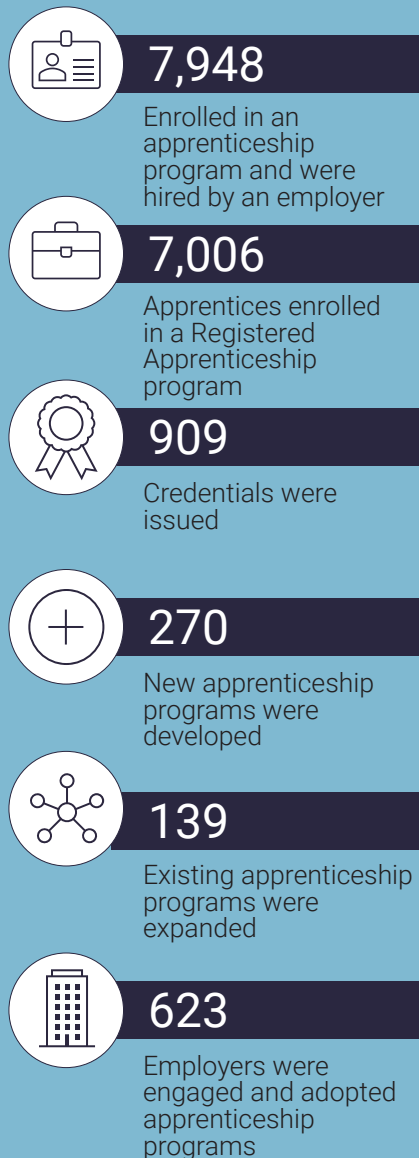 7,948
Enrolled in an
apprenticeship
program and were
hired by an employer
7,006
Apprentices enrolled
in a Registered
Apprenticeship
program
909
Credentials were
issued
270
New apprenticeship
programs were
developed
139
Existing apprenticeship
programs were
expanded
623
Employers were
engaged and adopted
apprenticeship
programs